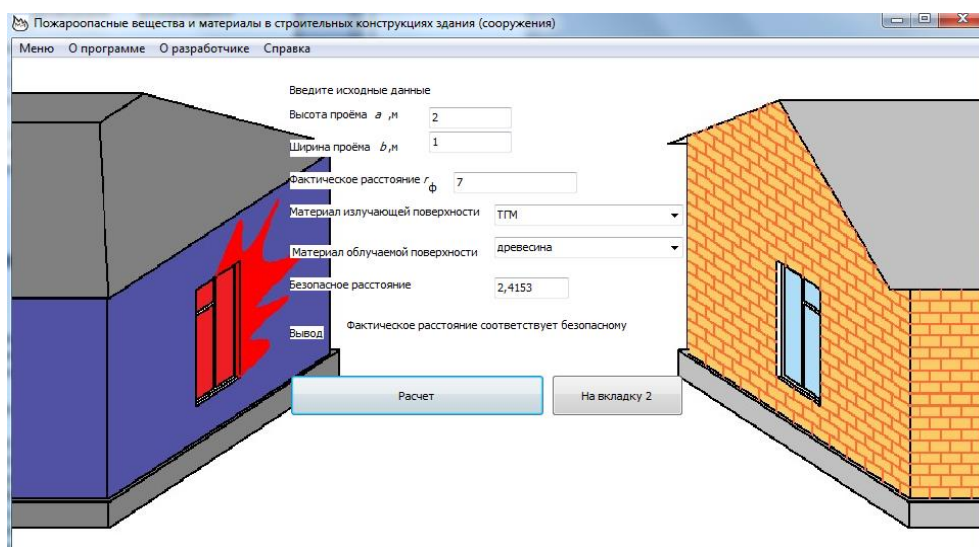 Пожароопасные вещества и материалы в строительных конструкциях здания (сооружения)
Меню О программе О разработчике Справка
Введите исходные данные
Высота проёма a ,м 2
Ширина проёма b,м 1
Фактическое расстояние rф 7
Материал излучающей поверхности ТГМ
Материал облучаемой поверхности древесина
Безопасное расстояние 2,4153
Вывод Фактическое расстояние соответствует безопасному
Расчет На вкладку 2